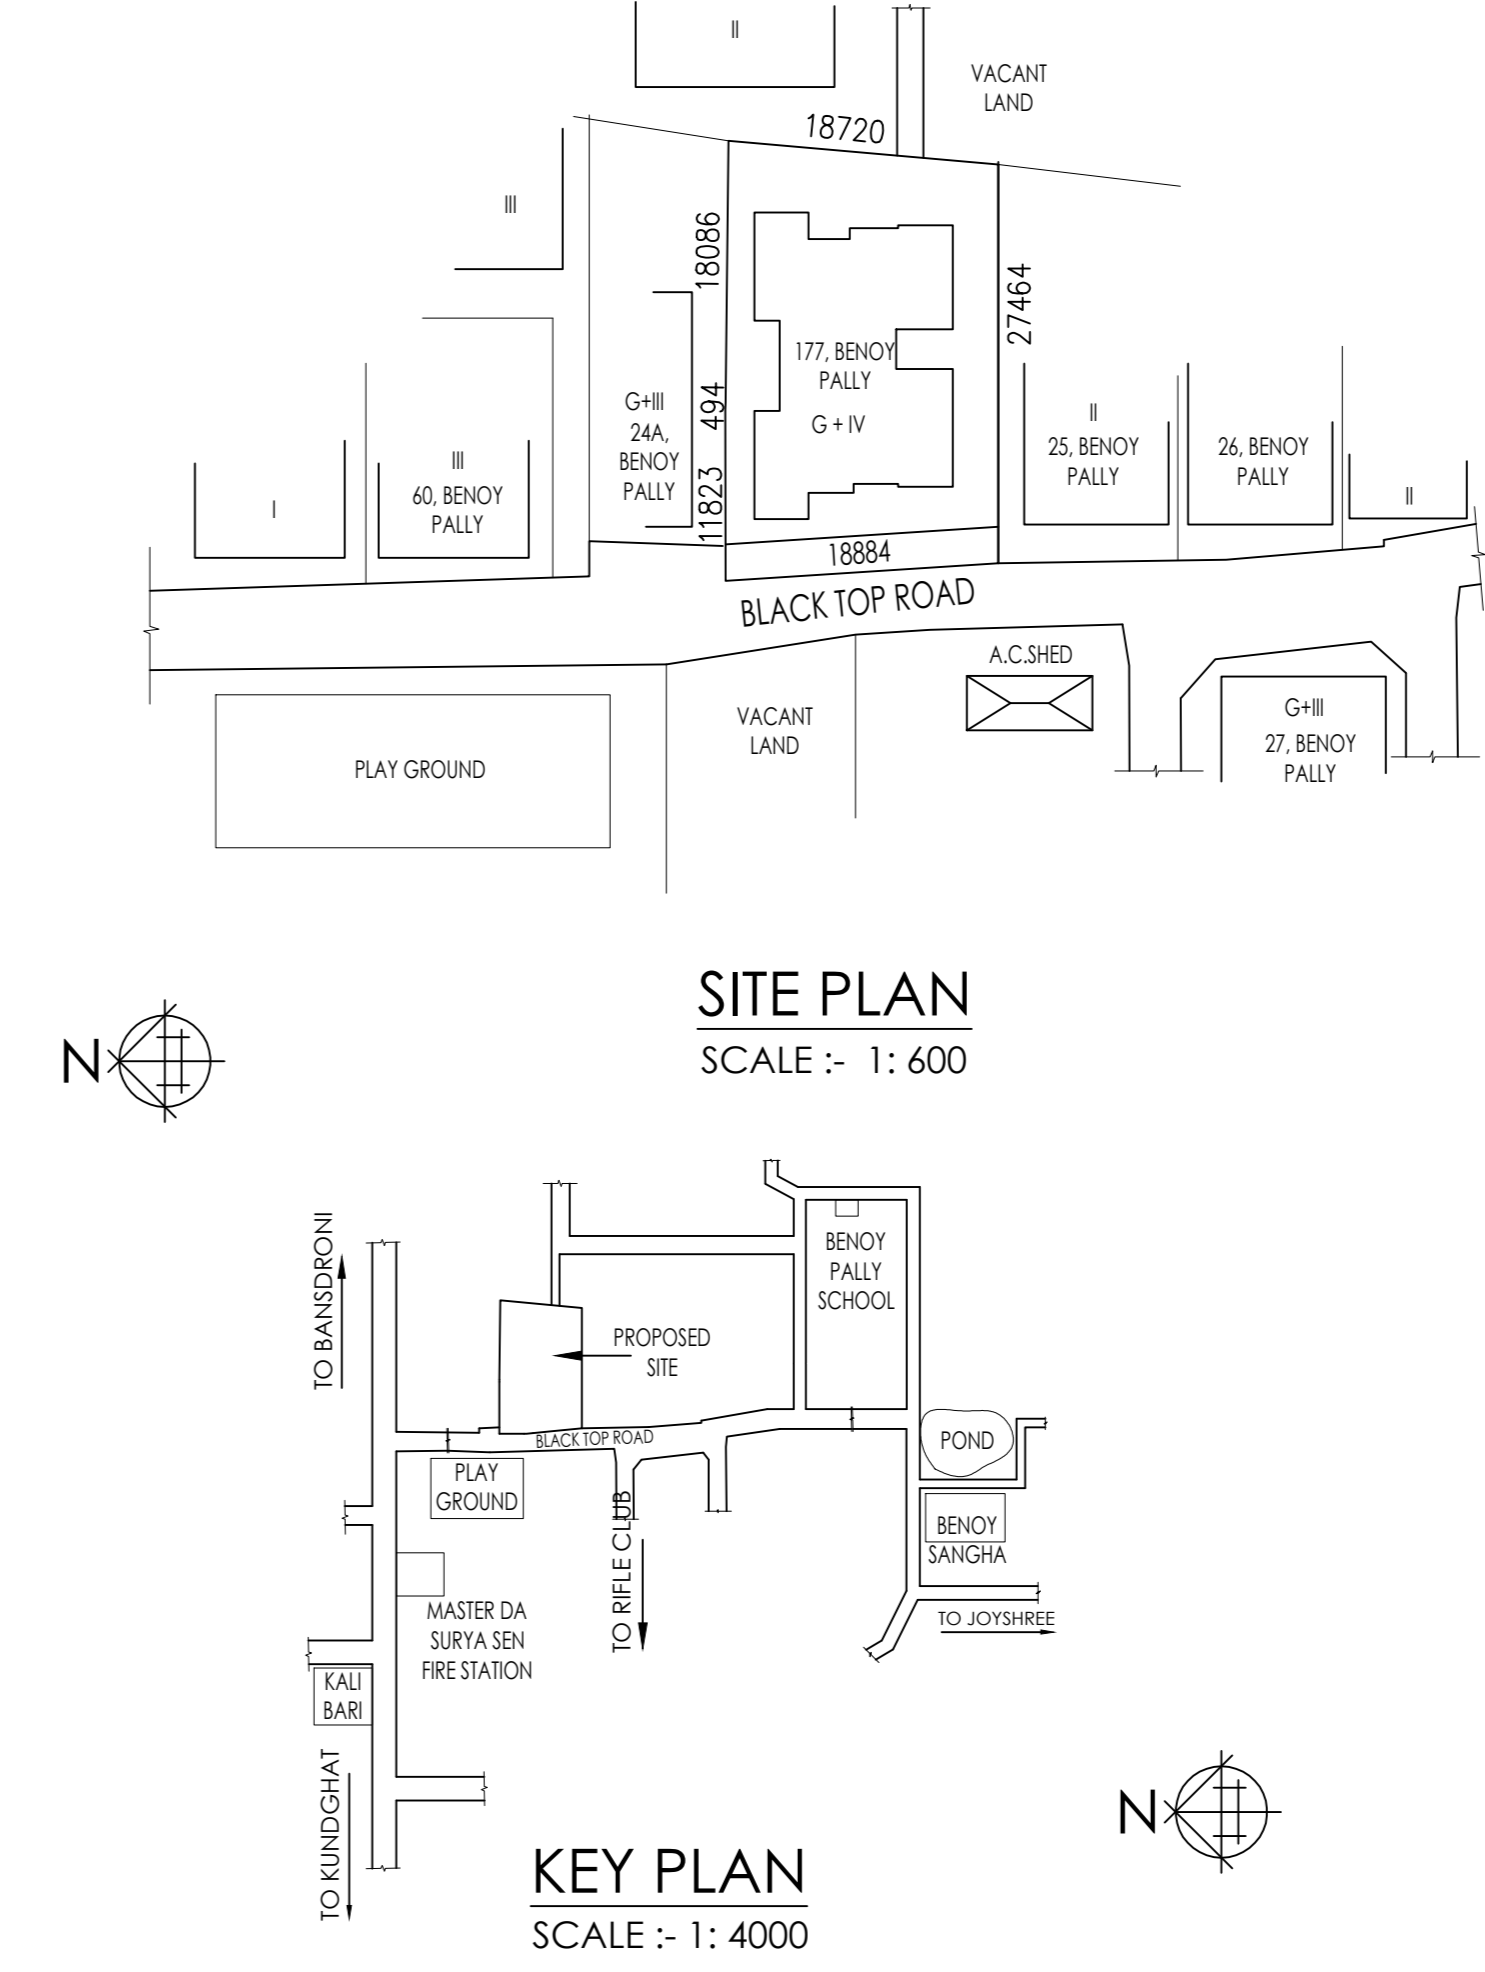 II
VACANT
LAND
18720
III
18086
27464
177, BENOY
PALLY
G + IV
G+III
24A,
BENOY
PALLY
494
11823
II
25, BENOY
PALLY
26, BENOY
PALLY
II
I
III
60, BENOY
PALLY
18884
BLACK TOP ROAD
A.C.SHED
VACANT
LAND
PLAY GROUND
G+III
27, BENOY
PALLY
SITE PLAN
SCALE :- 1: 600
N
TO BANSDRONI
BENOY
PALLY
SCHOOL
PROPOSED
SITE
BLACK TOP ROAD
POND
PLAY
GROUND
TO RIFLE CLUB
BENOY
SANGHA
MASTER DA
SURYA SEN
FIRE STATION
TO JOYSHREE
KALI
BARI
TO KUNDGHAT
N
KEY PLAN
SCALE :- 1: 4000